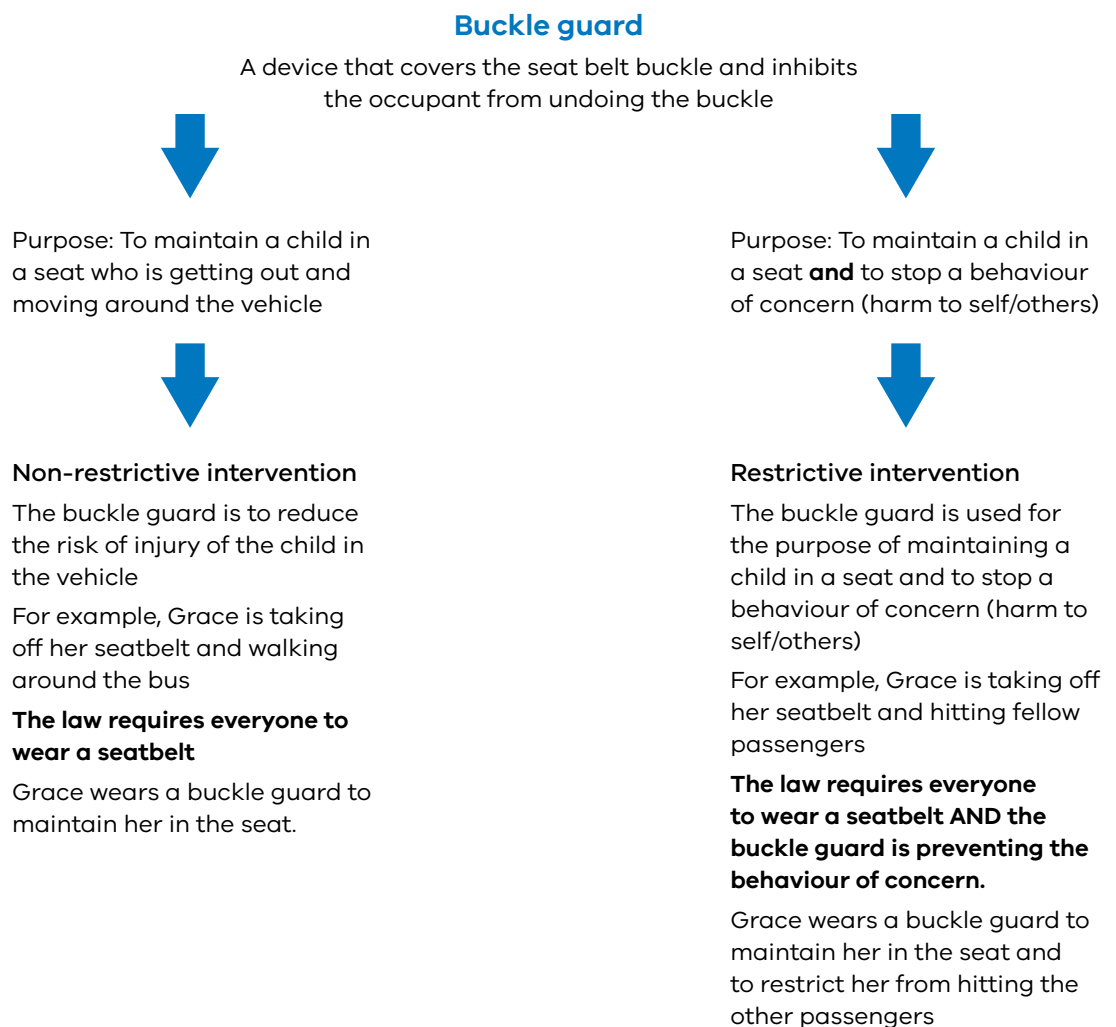 Buckle guard
A device that covers the seat belt buckle and inhibits
the occupant from undoing the buckle
Purpose: To maintain a child in
a seat who is getting out and
moving around the vehicle
Non-restrictive intervention
The buckle guard is to reduce
the risk of injury of the child in
the vehicle
For example, Grace is taking
off her seatbelt and walking
around the bus
The law requires everyone to
wear a seatbelt
Grace wears a buckle guard to
maintain her in the seat.
Purpose: To maintain a child in
a seat and to stop a behaviour
of concern (harm to self/others)
Restrictive intervention
The buckle guard is used for
the purpose of maintaining a
child in a seat and to stop a
behaviour of concern (harm to
self/others)
For example, Grace is taking off
her seatbelt and hitting fellow
passengers
The law requires everyone
to wear a seatbelt AND the
buckle guard is preventing the
behaviour of concern.
Grace wears a buckle guard to
maintain her in the seat and
to restrict her from hitting the
other passengers